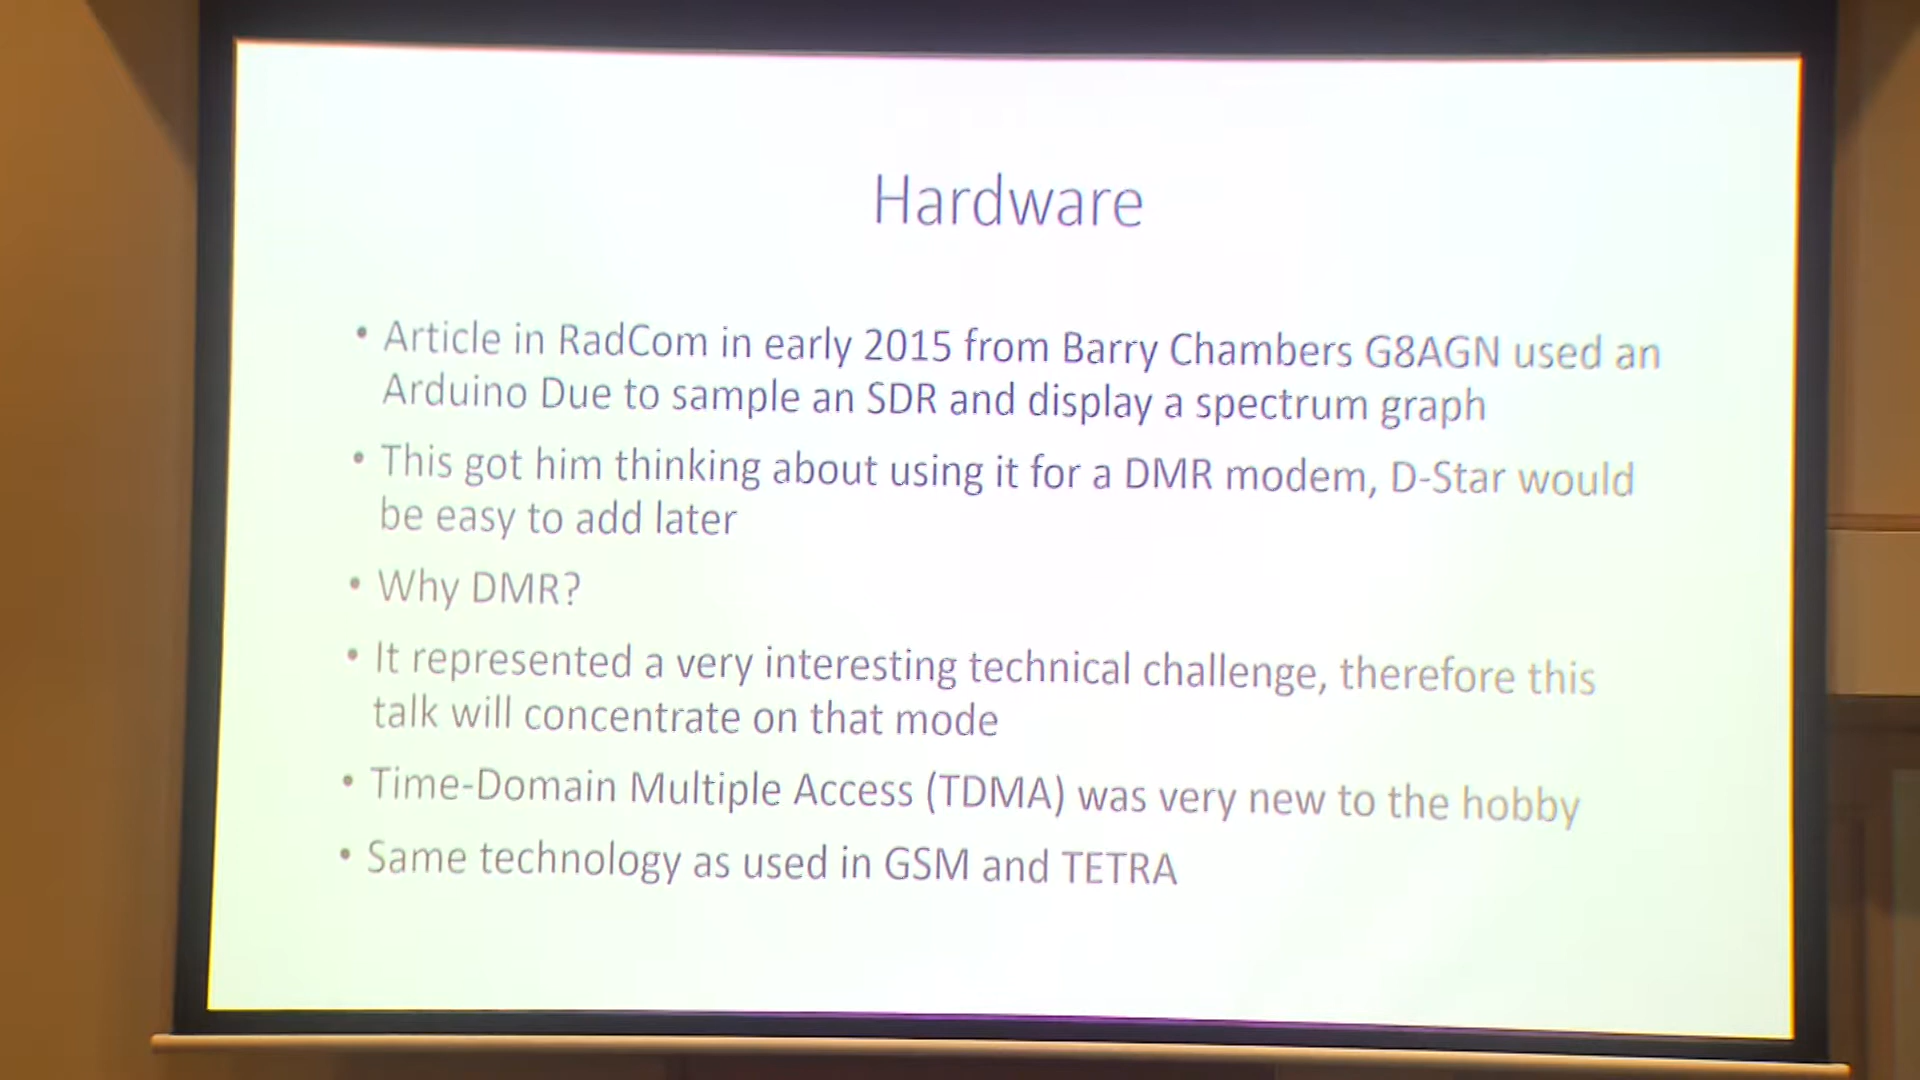 Hardware
• Article in RadCom in early 2015 from Barry Chambers G8AGN used an
Arduino Due to sample an SDR and display a spectrum graph
• This got him thinking about using it for a DMR modem, D-Star would
be easy to add later
• Why DMR?
• It represented a very interesting technical challenge, therefore this
talk will concentrate on that mode
• Time-Domain Multiple Access (TDMA) was very new to the hobby
• Same technology as used in GSM and TETRA